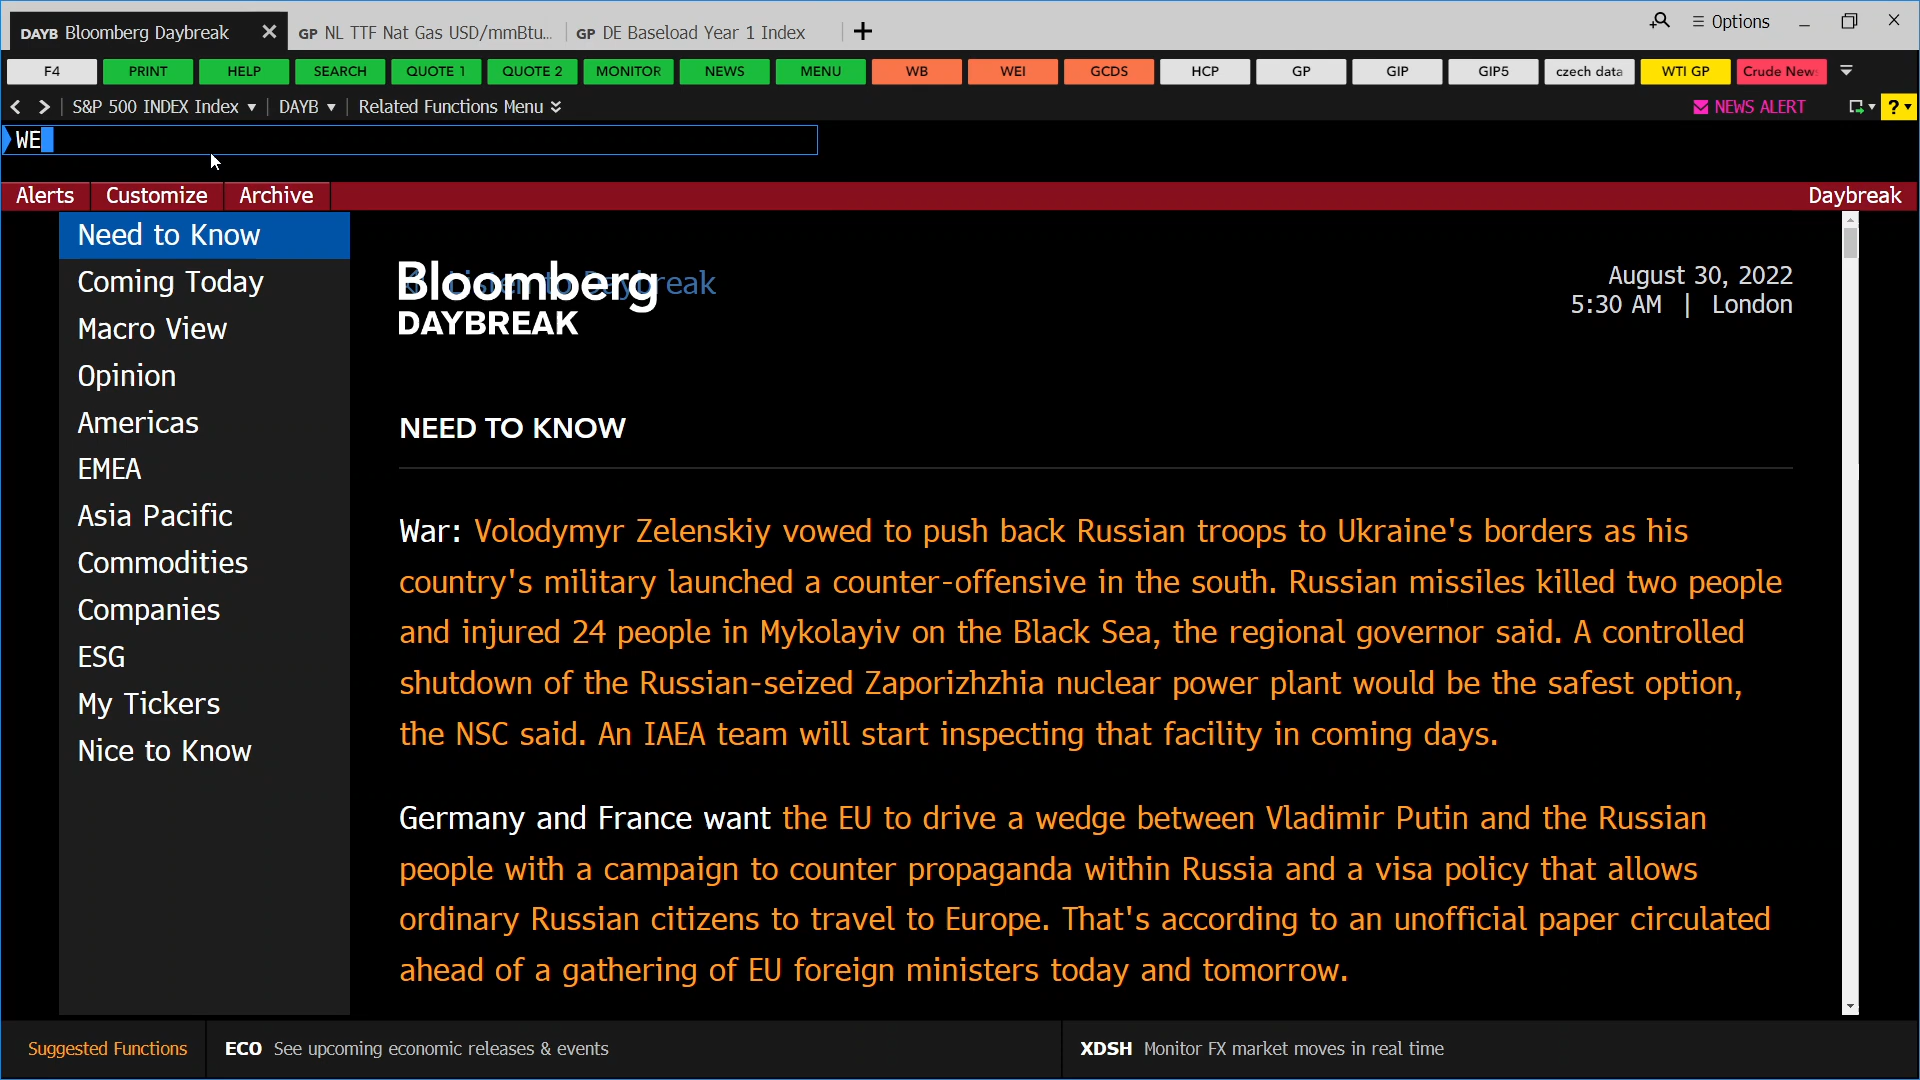 DAYB Bloomberg Daybreak GP NL TTF Nat Gas USD/mmBtu... GP DE Baseload Year 1 Index Options
F4 PRINT HELP SEARCH QUOTE 1 QUOTE 2 MONITOR NEWS MENU WB WEI GCDS HCP GP GIP GIP5 czech data WTI GP Crude New
S&P 500 INDEX Index DAYB Related Functions Menu NEWS ALERT ?
WE
Alerts Customize Archive Daybreak
Need to Know
Coming Today
Macro View
Opinion
Americas
EMEA
Asia Pacific
Commodities
Companies
ESG
My Tickers
Nice to Know
Listen to Daybreak
Bloomberg
DAYBREAK
August 30, 2022
5:30 AM | London
NEED TO KNOW
War: Volodymyr Zelenskiy vowed to push back Russian troops to Ukraine's borders as his
country's military launched a counter-offensive in the south. Russian missiles killed two people
and injured 24 people in Mykolayiv on the Black Sea, the regional governor said. A controlled
shutdown of the Russian-seized Zaporizhzhia nuclear power plant would be the safest option,
the NSC said. An IAEA team will start inspecting that facility in coming days.
Germany and France want the EU to drive a wedge between Vladimir Putin and the Russian
people with a campaign to counter propaganda within Russia and a visa policy that allows
ordinary Russian citizens to travel to Europe. That's according to an unofficial paper circulated
ahead of a gathering of EU foreign ministers today and tomorrow.
Suggested Functions ECO See upcoming economic releases & events XDSH Monitor FX market moves in real time